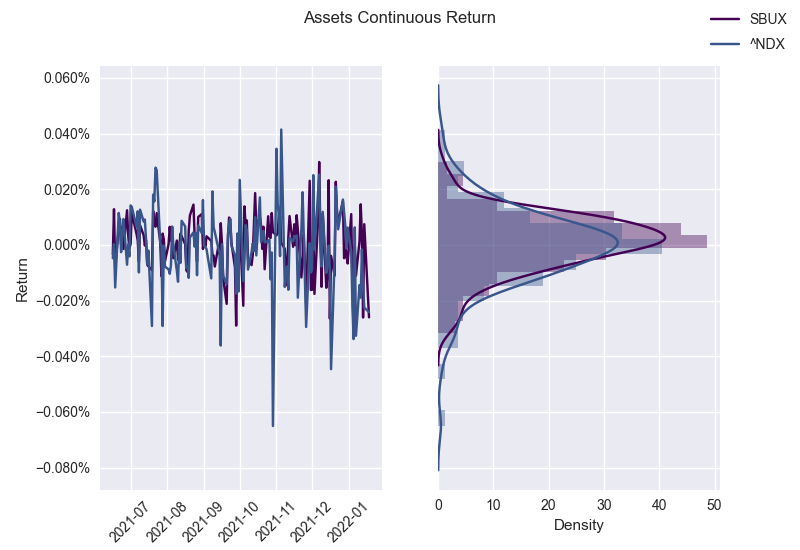 Assets Continuous Return
SBUX
^NDX
0.060%
0.040%
0.020%
0.000%
−0.020%
−0.040%
−0.060%
−0.080%
Return
2021-07
2021-08
2021-09
2021-10
2021-11
2021-12
2022-01
0 10 20 30 40 50
Density